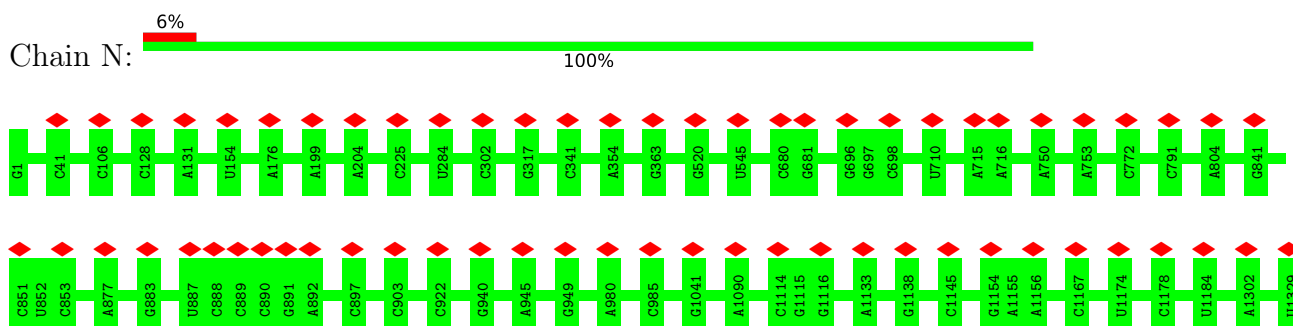 6%
Chain N:
100%
G1 C41 C106 C128 A131 U154 A176 A199 A204 C225 U284 C302 G317 C341 A354 G363 G520 U545 C680 G681 G696 G697 C698 U710 A715 A716 A750 A753 C772 C791 A804 G841
C851 U852 C853 A877 G883 U887 C888 C889 C890 G891 A892 C897 C903 C922 G940 A945 G949 A980 C985 G1041 A1090 C1114 G1115 G1116 A1133 G1138 C1145 G1154 A1155 A1156 C1167 U1174 C1178 U1184 A1302 U1329